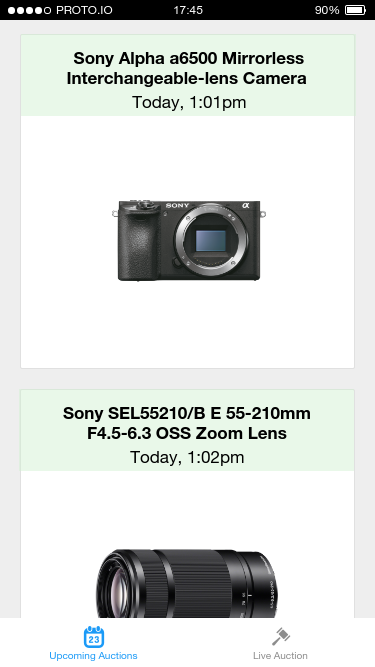 PROTO.IO 17:45 90%
Sony Alpha a6500 Mirrorless
Interchangeable-lens Camera
Today, 1:01pm
SONY α
Sony SEL55210/B E 55-210mm
F4.5-6.3 OSS Zoom Lens
Today, 1:02pm
23
Upcoming Auctions
Live Auction